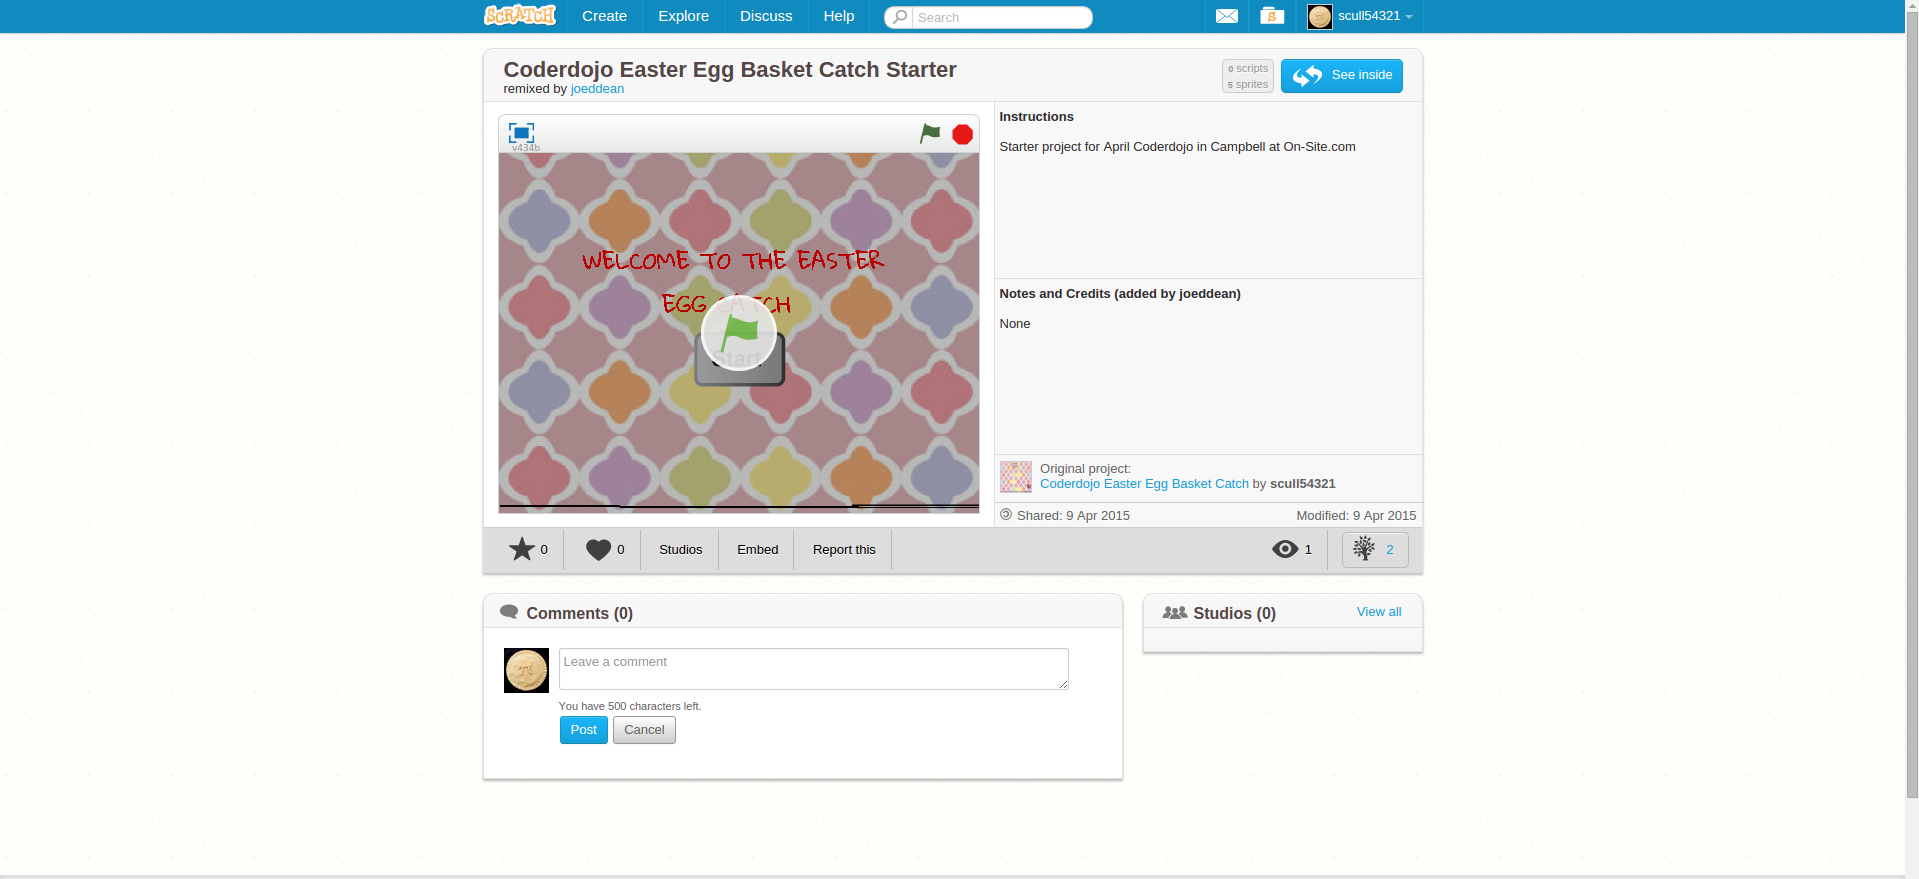 SCRATCH Create Explore Discuss Help Search scull54321
Coderdojo Easter Egg Basket Catch Starter
remixed by joeddean
0 scripts
5 sprites
See inside
v434b
WELCOME TO THE EASTER
EGG CATCH
Start
Instructions
Starter project for April Coderdojo in Campbell at On-Site.com
Notes and Credits (added by joeddean)
None
Original project:
Coderdojo Easter Egg Basket Catch by scull54321
Shared: 9 Apr 2015 Modified: 9 Apr 2015
0 0 Studios Embed Report this 1 2
Comments (0)
Leave a comment
You have 500 characters left.
Post Cancel
Studios (0) View all